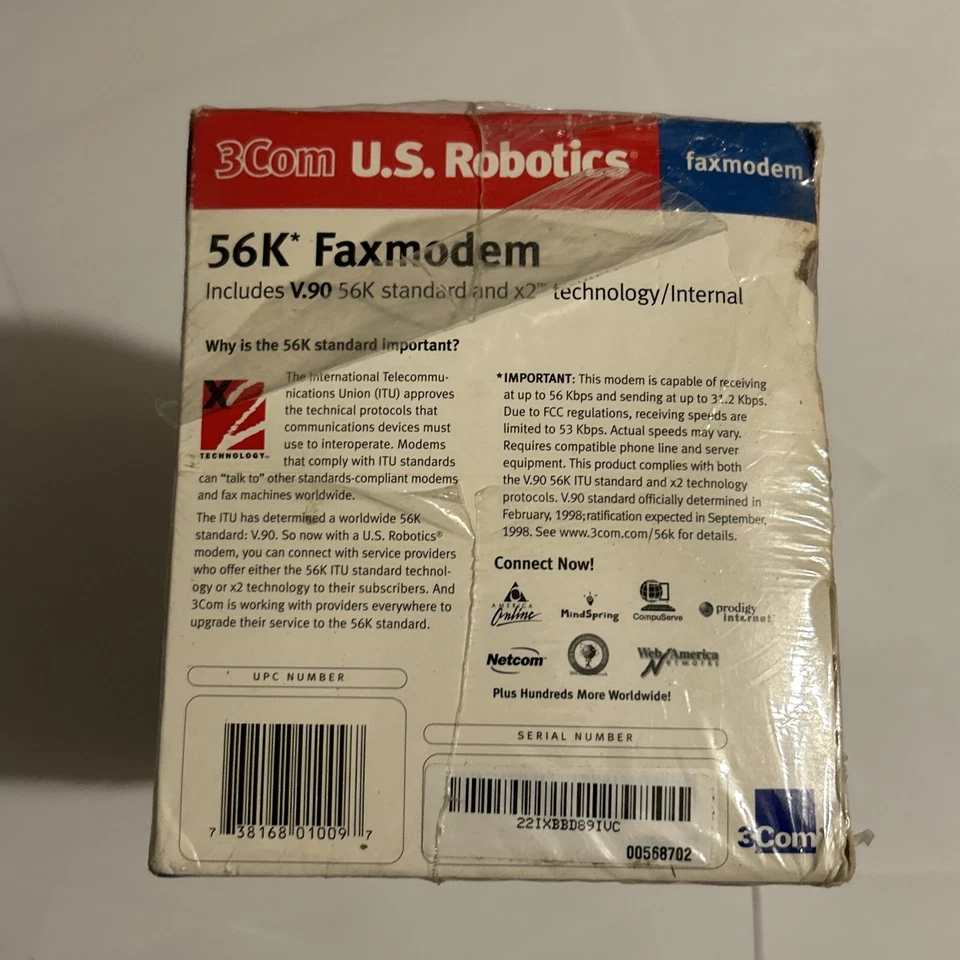 3Com U.S. Robotics®
faxmodem
56K* Faxmodem
Includes V.90 56K standard and x2™ technology/Internal
Why is the 56K standard important?
X2
TECHNOLOGY™
The International Telecommu-
nications Union (ITU) approves
the technical protocols that
communications devices must
use to interoperate. Modems
that comply with ITU standards
can “talk to” other standards-compliant modems
and fax machines worldwide.
The ITU has determined a worldwide 56K
standard: V.90. So now with a U.S. Robotics®
modem, you can connect with service providers
who offer either the 56K ITU standard technol-
ogy or x2 technology to their subscribers. And
3Com is working with providers everywhere to
upgrade their service to the 56K standard.
*IMPORTANT: This modem is capable of receiving
at up to 56 Kbps and sending at up to 31.2 Kbps.
Due to FCC regulations, receiving speeds are
limited to 53 Kbps. Actual speeds may vary.
Requires compatible phone line and server
equipment. This product complies with both
the V.90 56K ITU standard and x2 technology
protocols. V.90 standard officially determined in
February, 1998;ratification expected in September,
1998. See www.3com.com/56k for details.
Connect Now!
AMERICA
Online
MindSpring
CompuServe
prodigy
internet
Netcom
WebAmerica
NETWORKS
Plus Hundreds More Worldwide!
UPC NUMBER
7 38168 01009 7
SERIAL NUMBER
22IXBBD89IVC
00568702
3Com